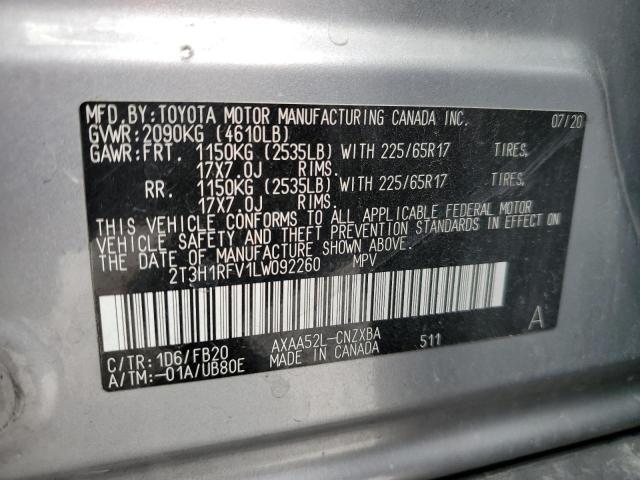 MFD.BY:TOYOTA MOTOR MANUFACTURING CANADA INC. 07/20
GVWR:2090KG (4610LB)
GAWR:FRT. 1150KG (2535LB) WITH 225/65R17 TIRES.
17X7.0J RIMS.
RR. 1150KG (2535LB) WITH 225/65R17 TIRES.
17X7.0J RIMS.
THIS VEHICLE CONFORMS TO ALL APPLICABLE FEDERAL MOTOR
VEHICLE SAFETY AND THEFT PREVENTION STANDARDS IN EFFECT ON
THE DATE OF MANUFACTURE SHOWN ABOVE.
2T3H1RFV1LW092260 MPV
A
C/TR:1D6/FB20 AXAA52L-CNZXBA 511
A/TM:-01A/UB80E MADE IN CANADA